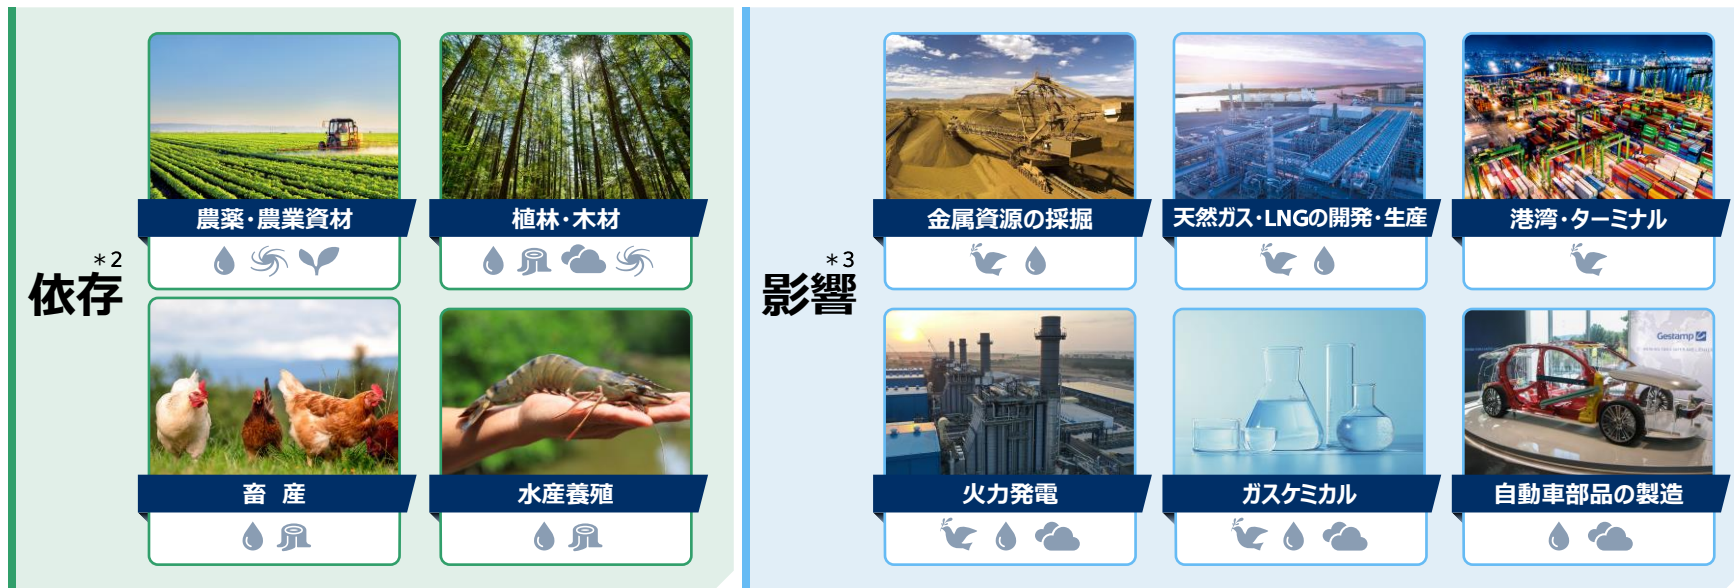 依存
*2
農薬・農業資材
植林・木材
畜 産
水産養殖
影響
*3
金属資源の採掘
天然ガス・LNGの開発・生産
港湾・ターミナル
火力発電
ガスケミカル
Gestamp
自動車部品の製造